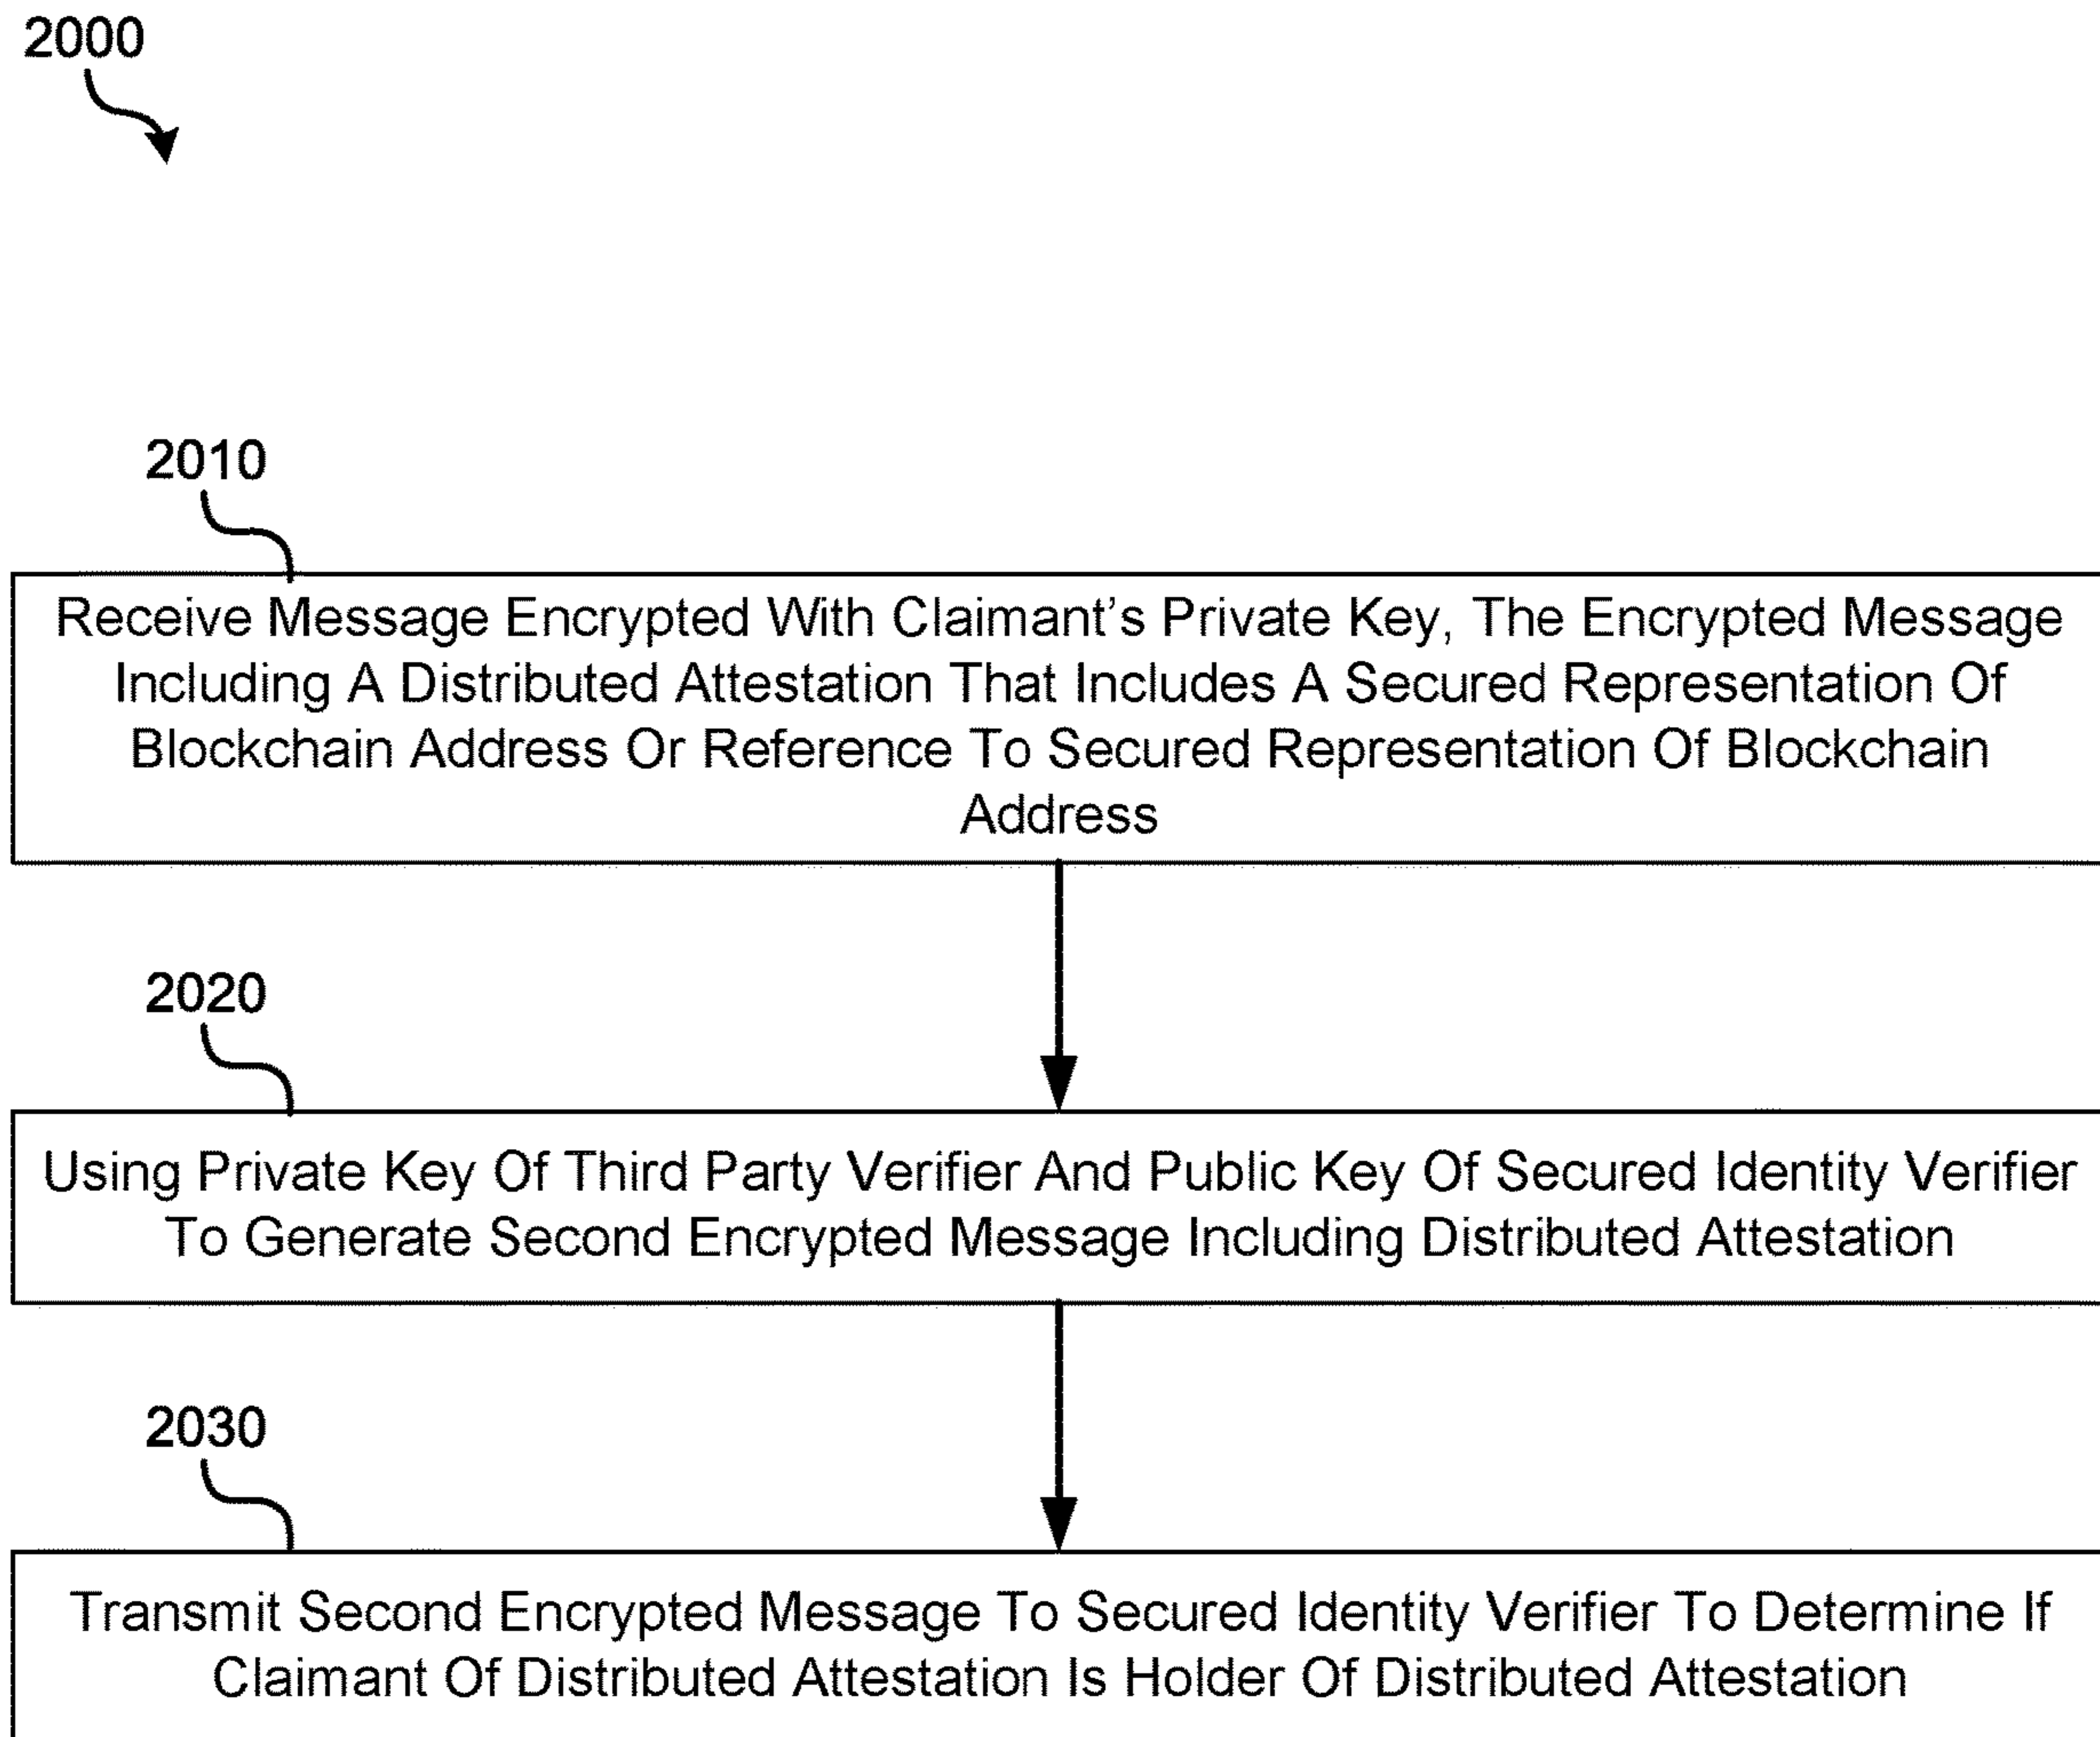 2000
2010
Receive Message Encrypted With Claimant's Private Key, The Encrypted Message
Including A Distributed Attestation That Includes A Secured Representation Of
Blockchain Address Or Reference To Secured Representation Of Blockchain
Address
2020
Using Private Key Of Third Party Verifier And Public Key Of Secured Identity Verifier
To Generate Second Encrypted Message Including Distributed Attestation
2030
Transmit Second Encrypted Message To Secured Identity Verifier To Determine If
Claimant Of Distributed Attestation Is Holder Of Distributed Attestation